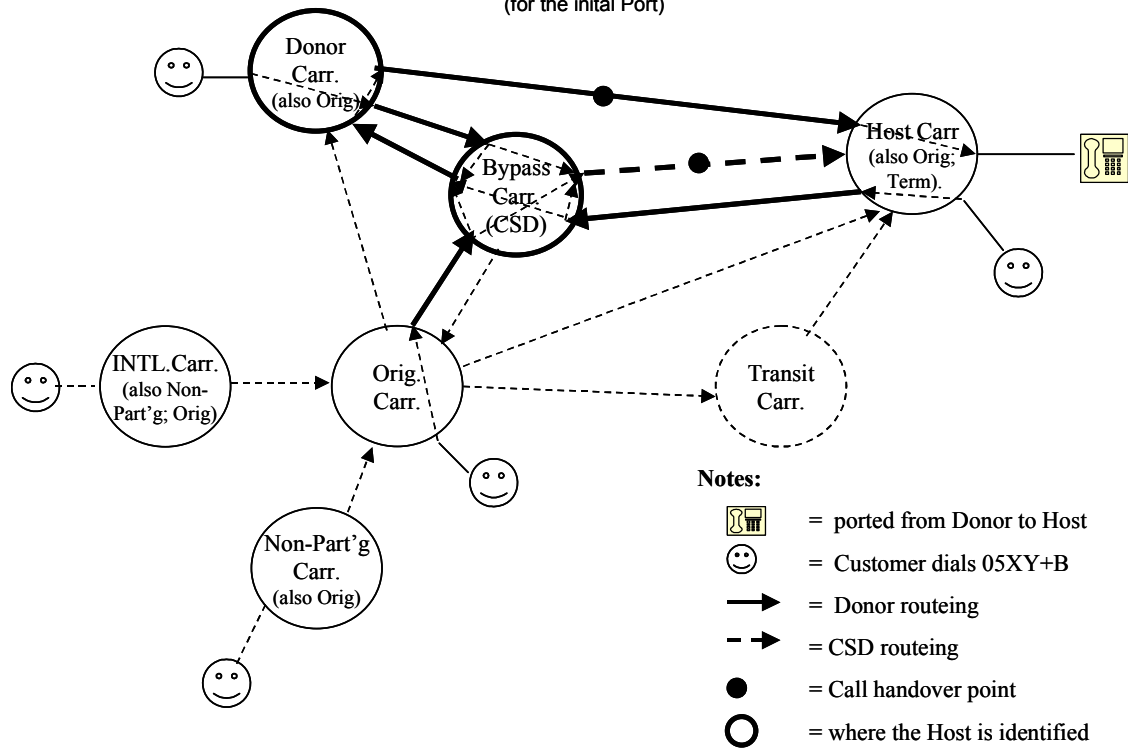 (for the Inital Port)
Donor
Carr.
(also Orig)
Host Carr
(also Orig;
Term).
Bypass
Carr.
(CSD)
INTL.Carr.
(also Non-
Part'g; Orig)
Orig.
Carr.
Transit
Carr.
Non-Part'g
Carr.
(also Orig)
Notes:
= ported from Donor to Host
= Customer dials 05XY+B
= Donor routeing
= CSD routeing
= Call handover point
= where the Host is identified